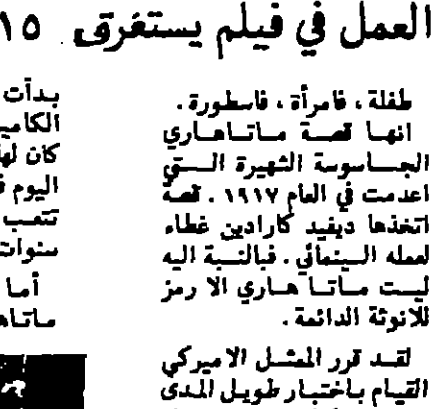 العمل في فيلم يستغرق ١٥
طفلة ، فامرأة ، فاسطورة .
انها قصة ماتاهاري
الجاسوسة الشهيرة التي
اعدمت في العام ١٩١٧ . قصة
اتخذها ديفيد كارادين غطاء
لعمله السينمائي . فبالنسبة اليه
ليست ماتا هاري الا رمز
للانوثة الدائمة .
لقد قرر الممثل الاميركي
القيام باختبار طويل المدى
بدأت
الكامير
كان لها
اليوم ف
تتعب
سنوات
أما
ماتاه